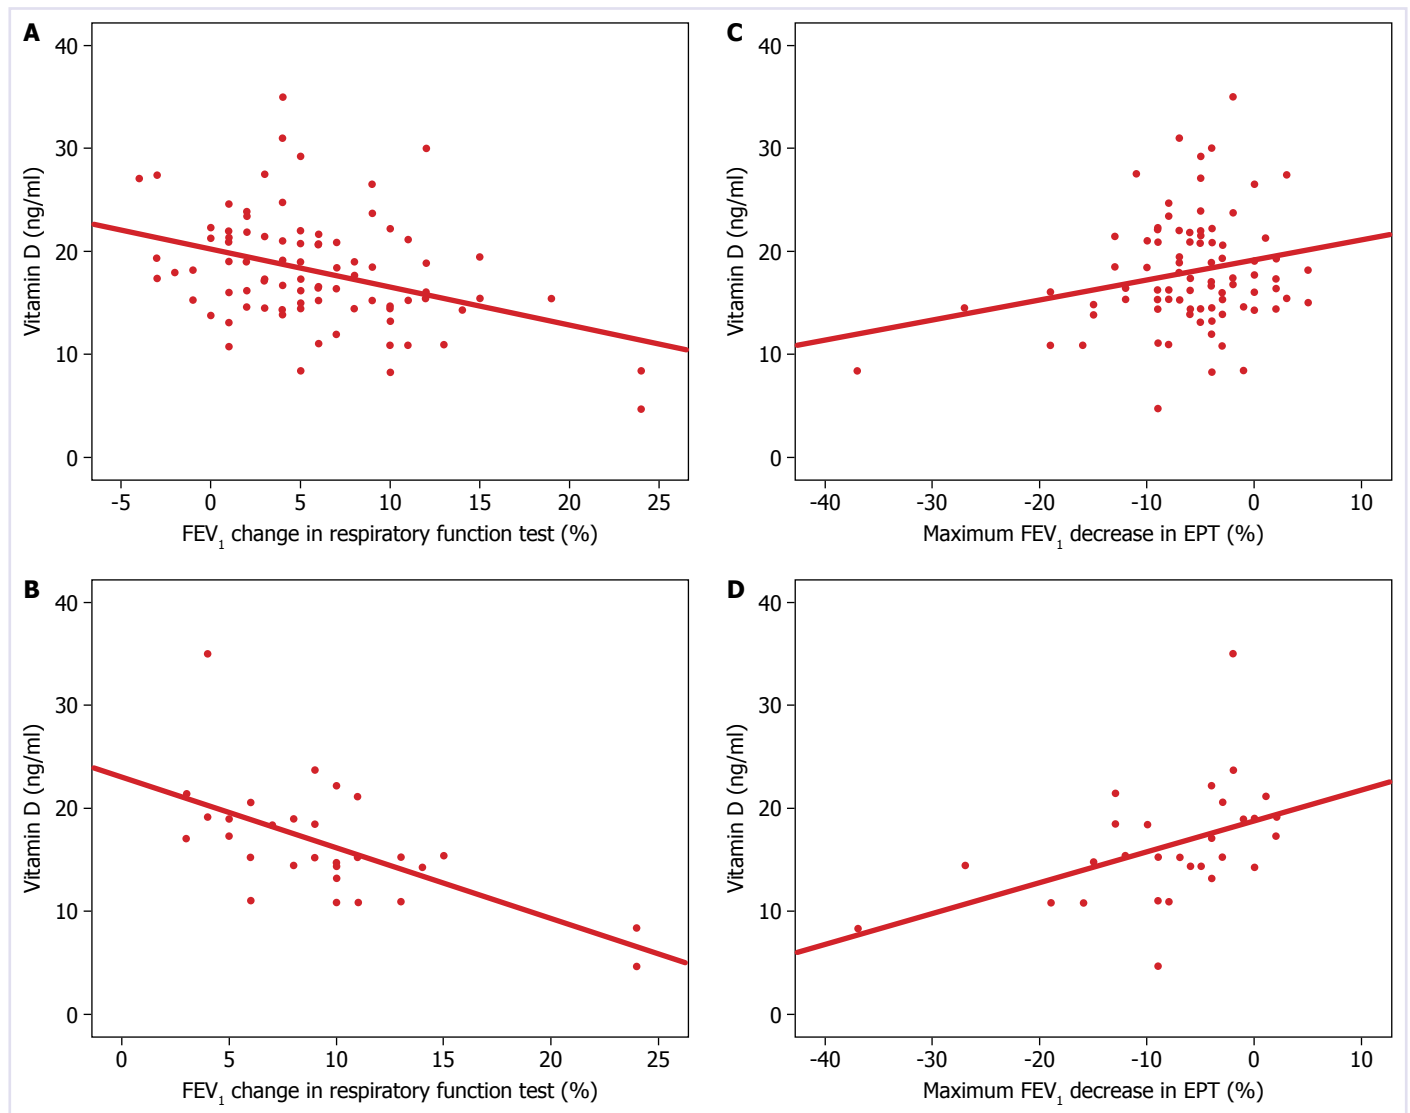 A
Vitamin D (ng/ml)
40
30
20
10
0
-5 0 5 10 15 20 25
FEV1 change in respiratory function test (%)
C
Vitamin D (ng/ml)
40
30
20
10
0
-40 -30 -20 -10 0 10
Maximum FEV1 decrease in EPT (%)
B
Vitamin D (ng/ml)
40
30
20
10
0
0 5 10 15 20 25
FEV1 change in respiratory function test (%)
D
Vitamin D (ng/ml)
40
30
20
10
0
-40 -30 -20 -10 0 10
Maximum FEV1 decrease in EPT (%)